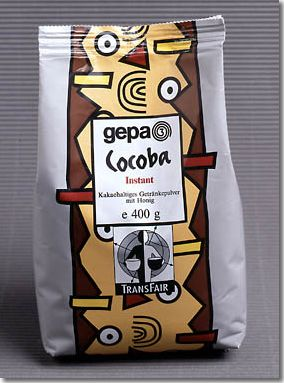 gepa
Cocoba
Instant
Kakaohaltiges Getränkepulver
mit Honig
e 400 g
TRANSFAIR